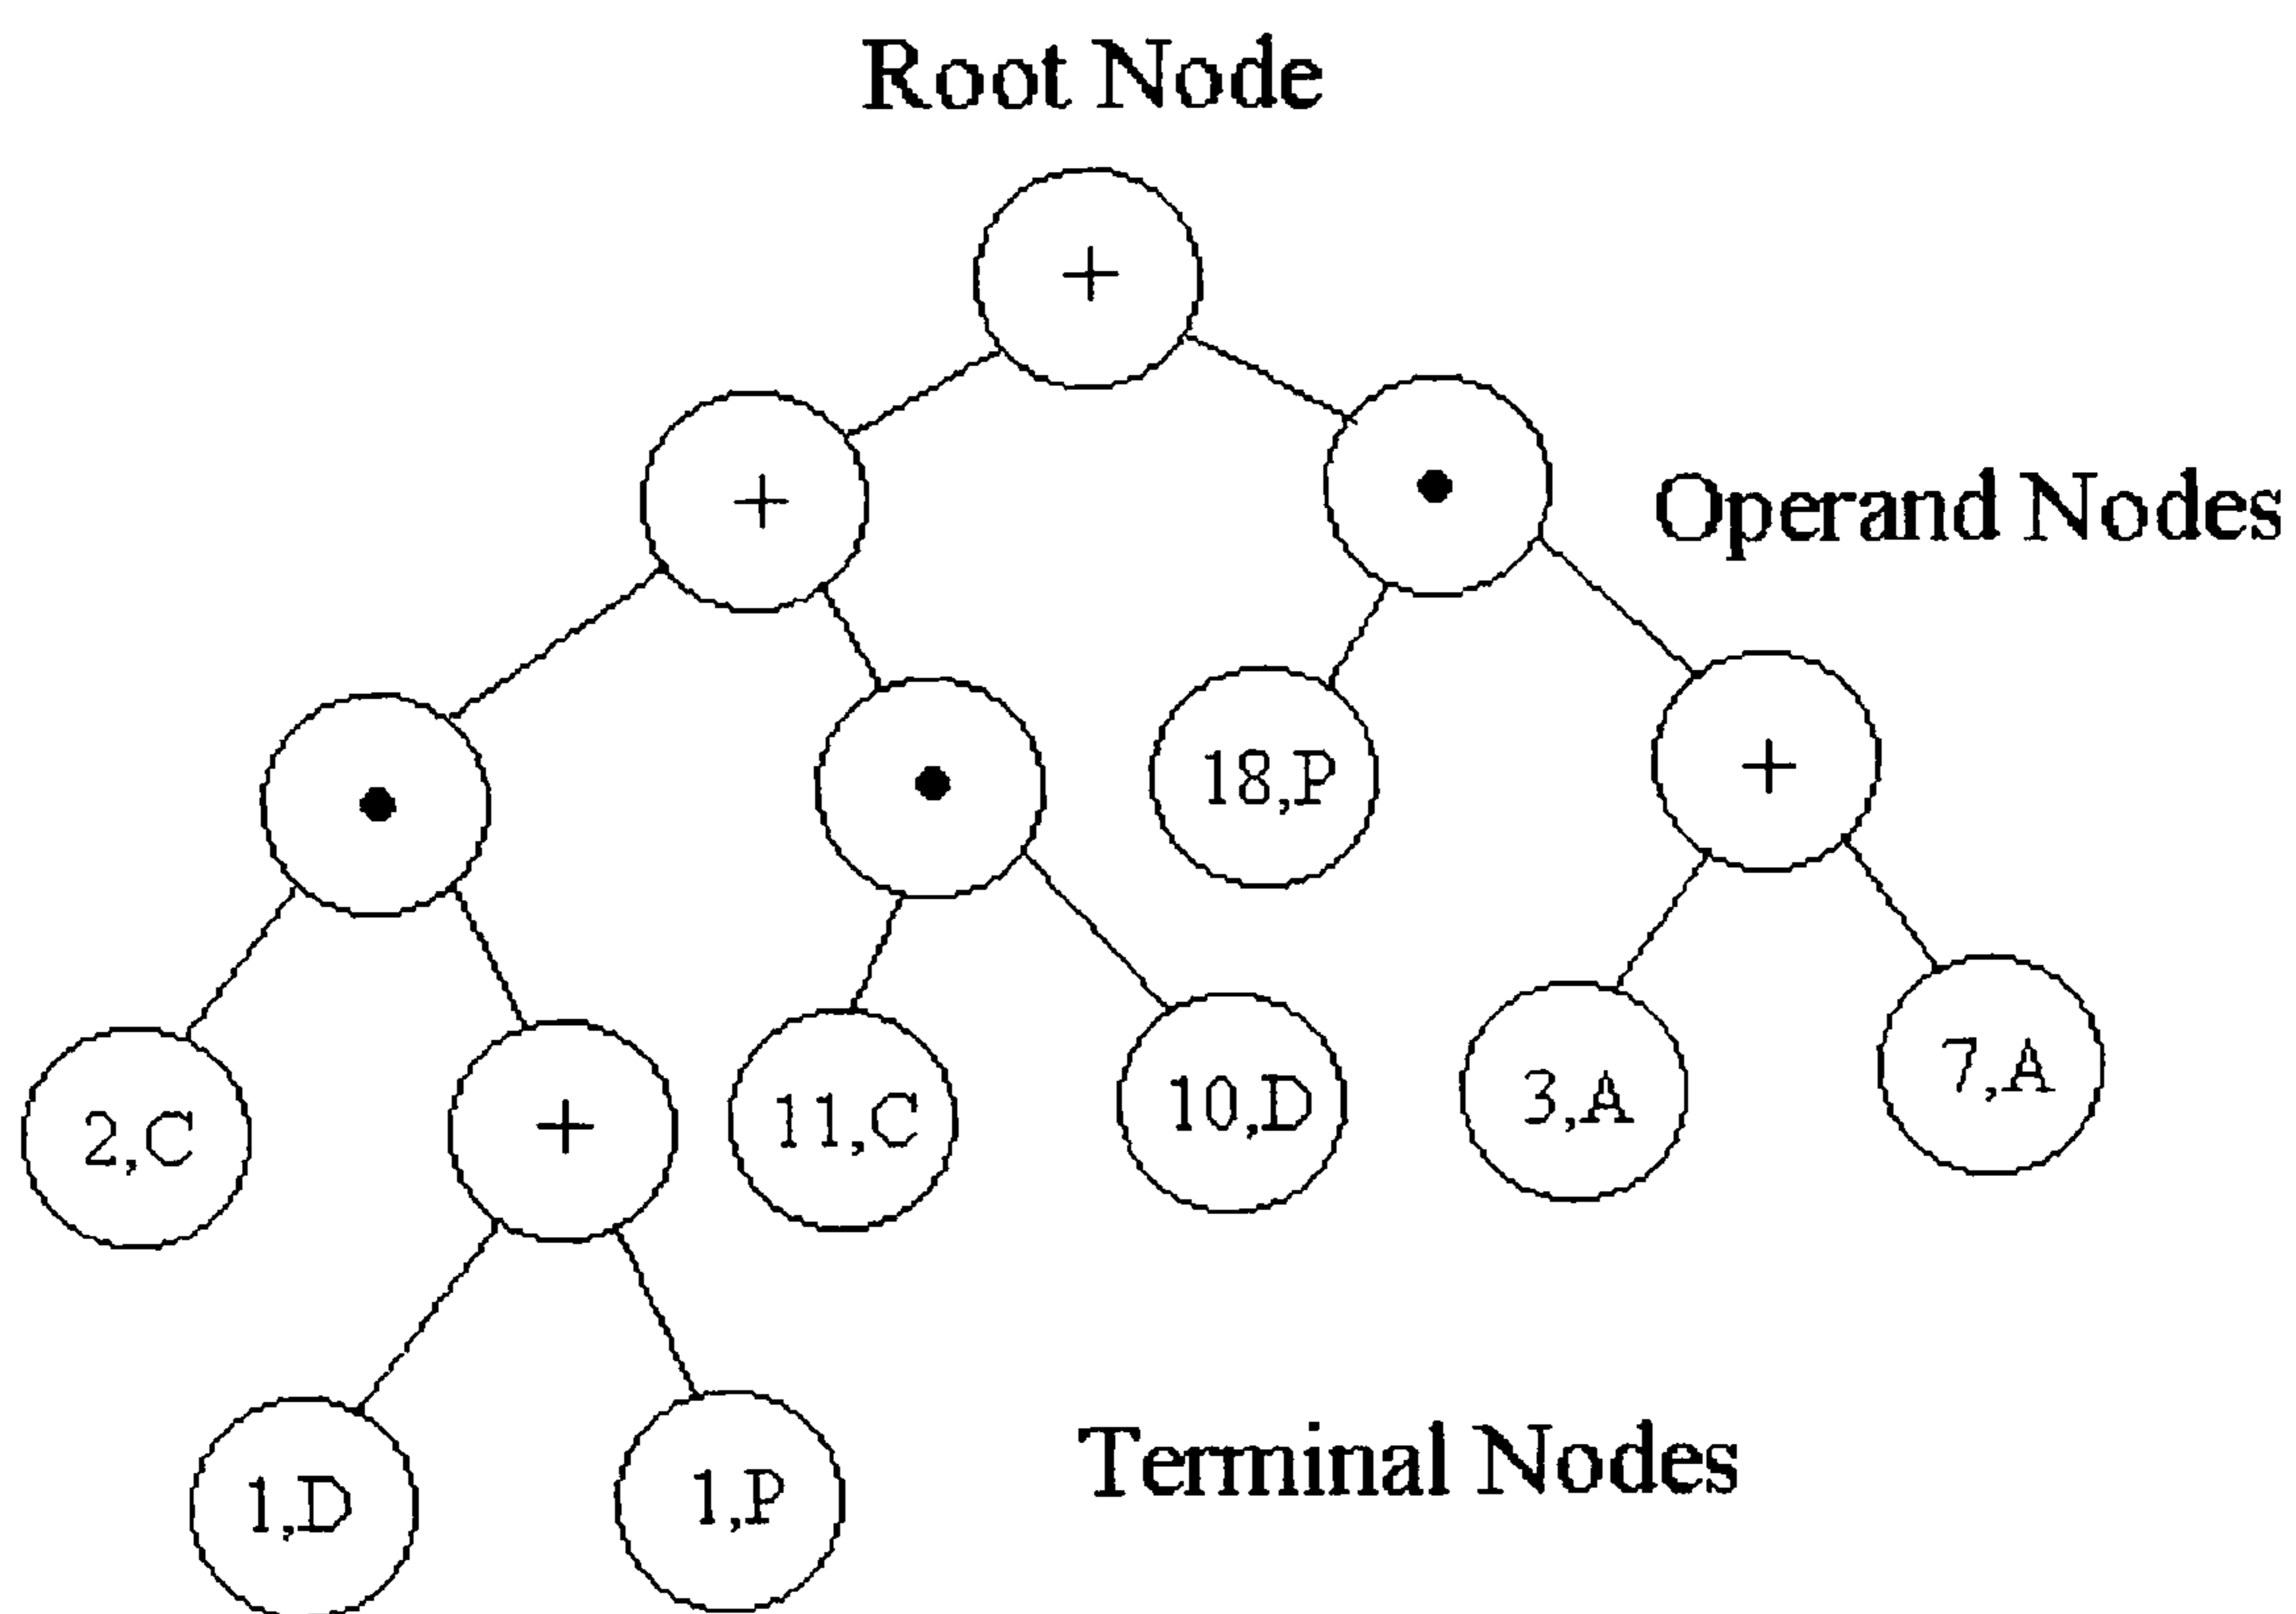 Root Node
+
+
•
Operand Nodes
•
•
18,P
+
2,C
+
11,C
10,D
3,A
7,A
1,D
1,P
Terminal Nodes